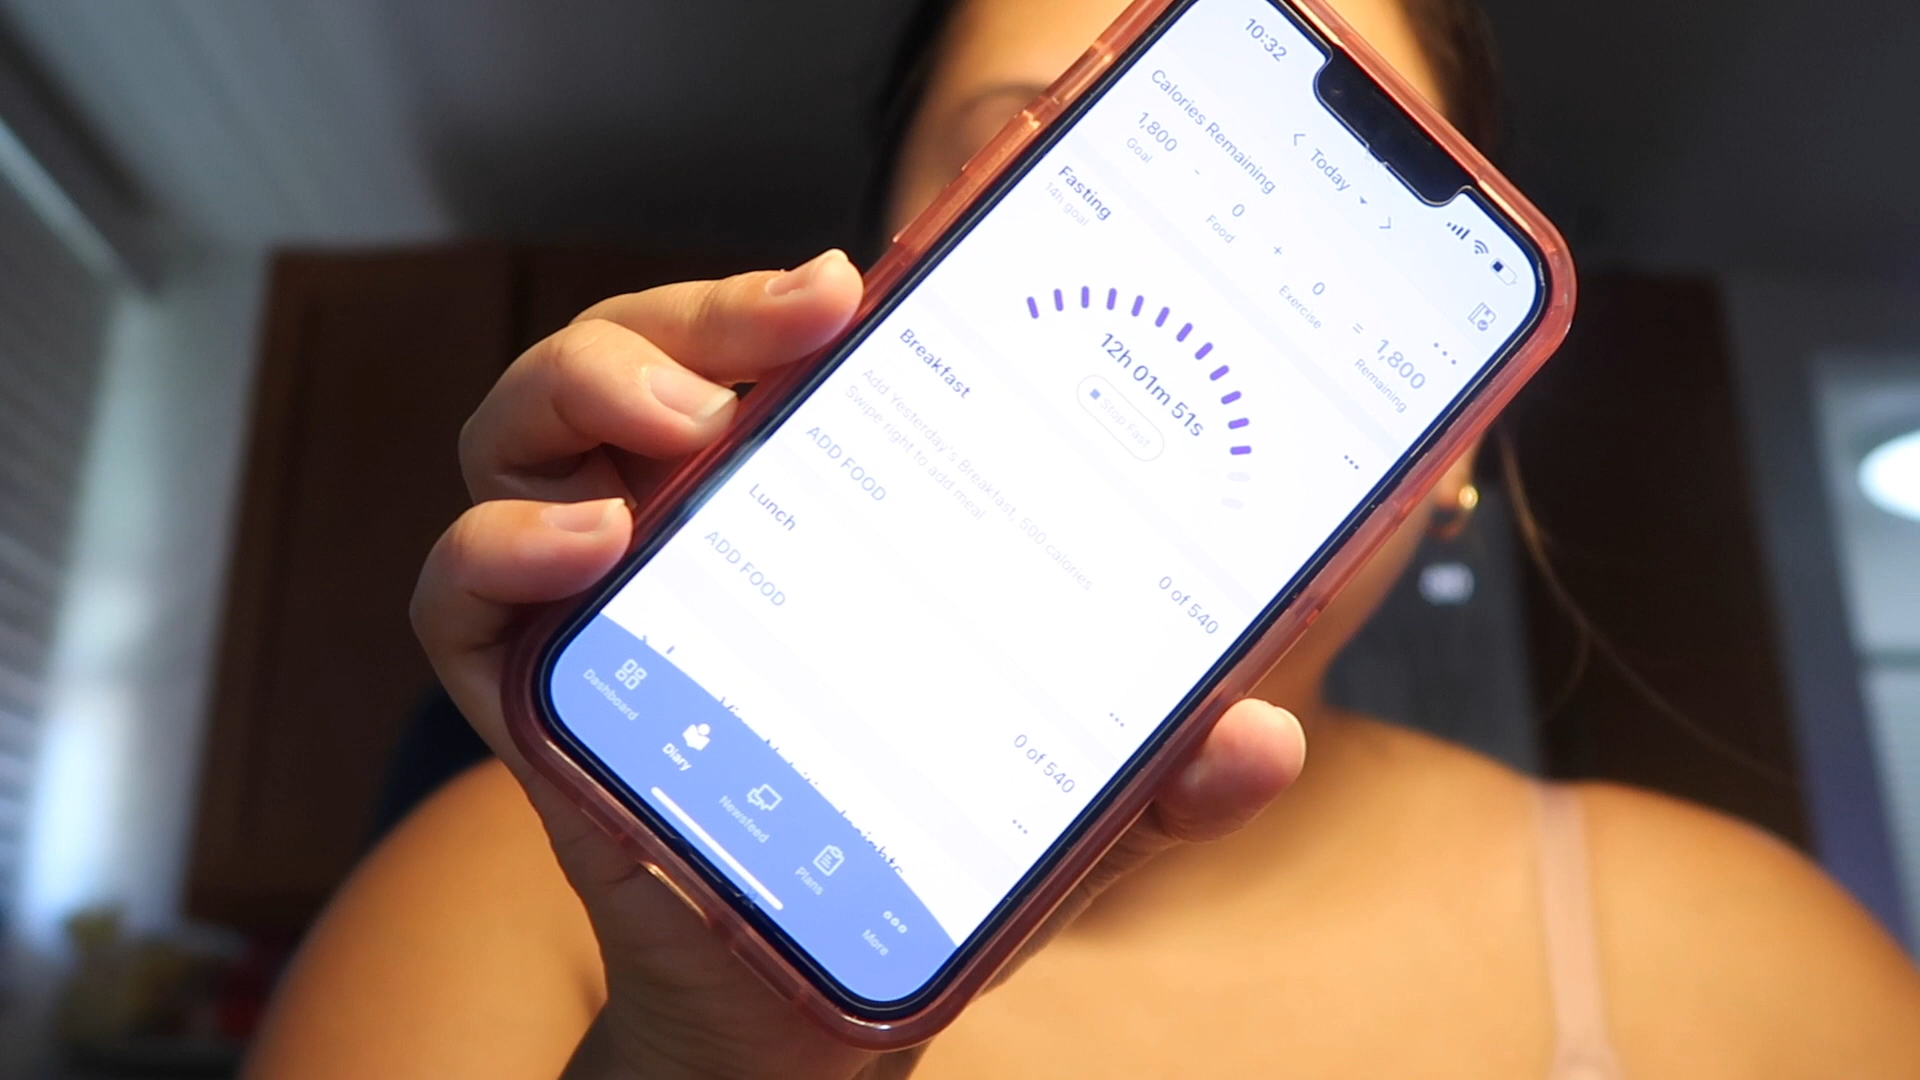 10:32
Today
Calories Remaining
1,800 - 0 + 0 = 1,800
Goal Food Exercise Remaining
Fasting
14h goal
12h 01m 51s
Stop Fast
Breakfast 0 of 540
Add Yesterday's Breakfast, 500 calories
Swipe right to add meal
ADD FOOD
Lunch 0 of 540
ADD FOOD
Dashboard Diary Newsfeed Plans More